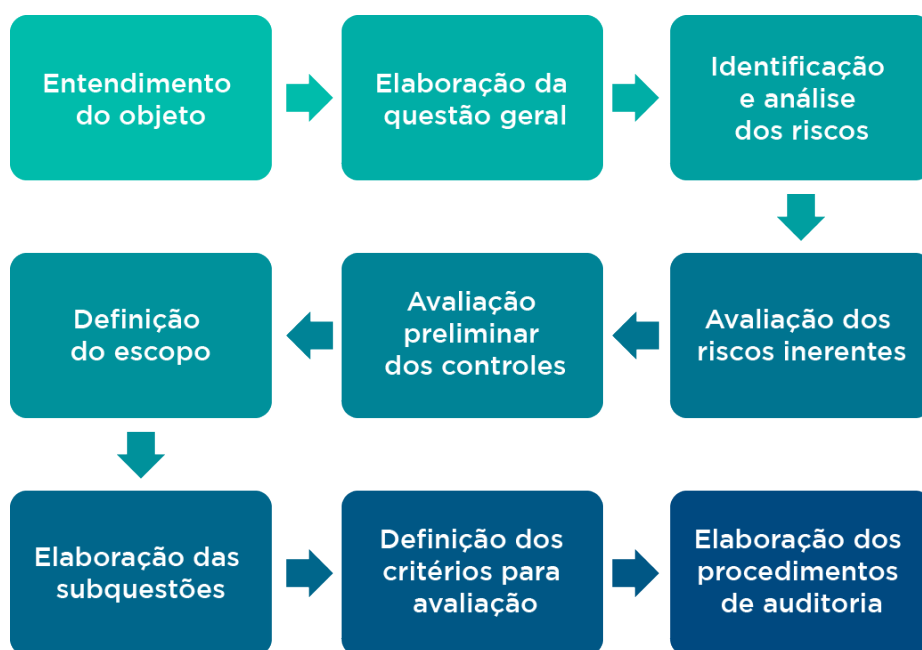 Entendimento
do objeto
Elaboração da
questão geral
Identificação
e análise
dos riscos
Avaliação dos
riscos inerentes
Avaliação
preliminar
dos controles
Definição
do escopo
Elaboração das
subquestões
Definição dos
critérios para
avaliação
Elaboração dos
procedimentos
de auditoria